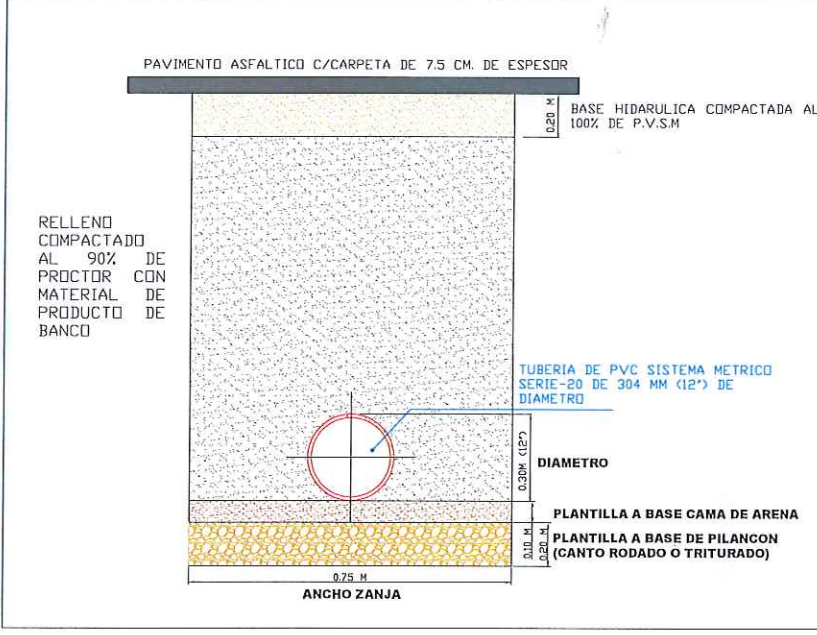 PAVIMENTO ASFALTICO C/CARPETA DE 7.5 CM. DE ESPESOR
0.20 M
BASE HIDARULICA COMPACTADA AL
100% DE P.V.S.M
RELLENO
COMPACTADO
AL 90% DE
PROCTOR CON
MATERIAL DE
PRODUCTO DE
BANCO
TUBERIA DE PVC SISTEMA METRICO
SERIE-20 DE 304 MM (12") DE
DIAMETRO
0.30M (12")
DIAMETRO
PLANTILLA A BASE CAMA DE ARENA
0.10 M
0.20 M
PLANTILLA A BASE DE PILANCON
(CANTO RODADO O TRITURADO)
0.75 M
ANCHO ZANJA